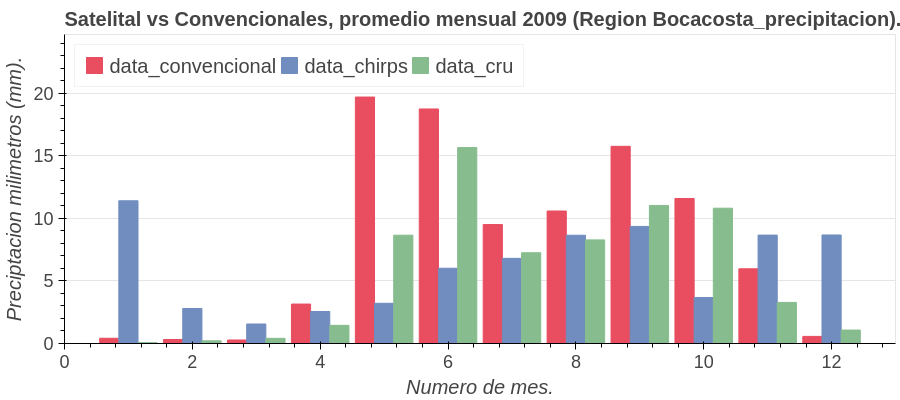 Satelital vs Convencionales, promedio mensual 2009 (Region Bocacosta_precipitacion).
data_convencional data_chirps data_cru
Preciptacion milimetros (mm).
20
15
10
5
0
0 2 4 6 8 10 12
Numero de mes.